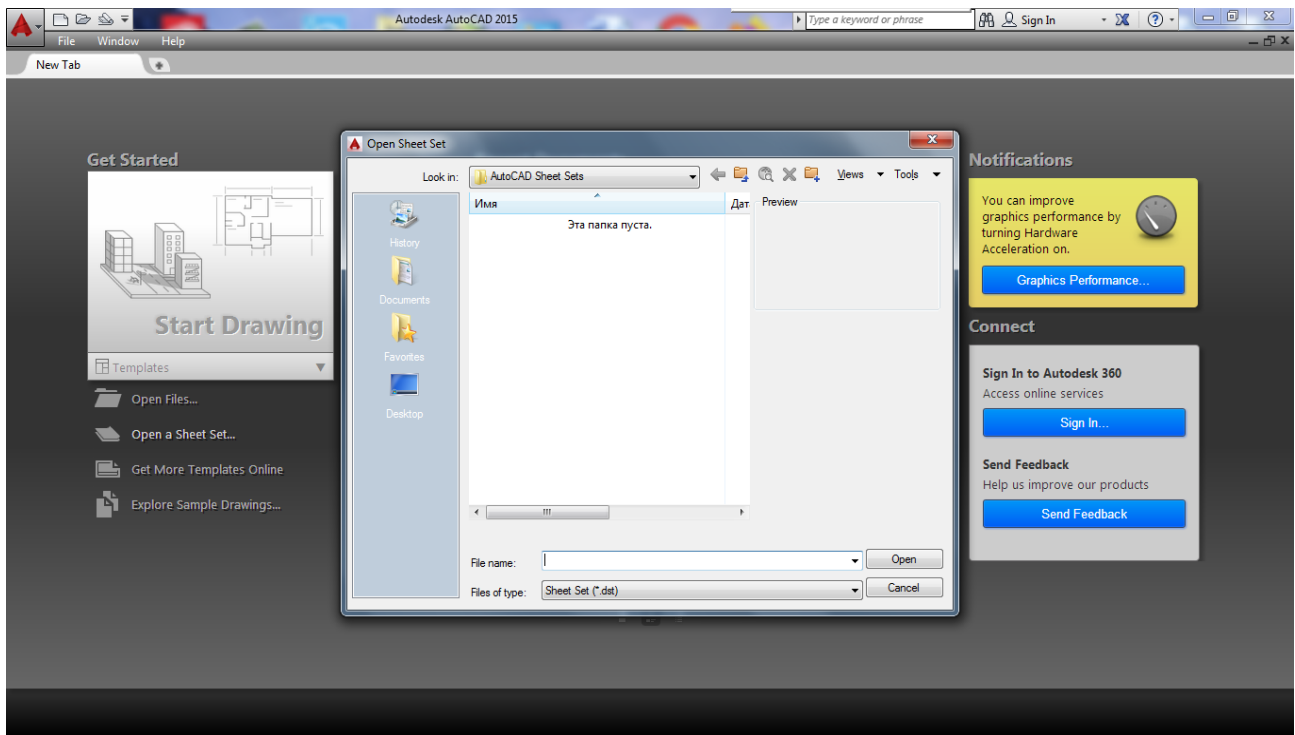 Autodesk AutoCAD 2015
Type a keyword or phrase
Sign In
File Window Help
New Tab
Get Started
Start Drawing
Templates
Open Files...
Open a Sheet Set...
Get More Templates Online
Explore Sample Drawings...
Open Sheet Set
Look in:
AutoCAD Sheet Sets
Views
Tools
History
Documents
Favorites
Desktop
Имя
Дат
Эта папка пуста.
Preview
File name:
Open
Files of type:
Sheet Set (*.dst)
Cancel
Notifications
You can improve
graphics performance by
turning Hardware
Acceleration on.
Graphics Performance...
Connect
Sign In to Autodesk 360
Access online services
Sign In...
Send Feedback
Help us improve our products
Send Feedback